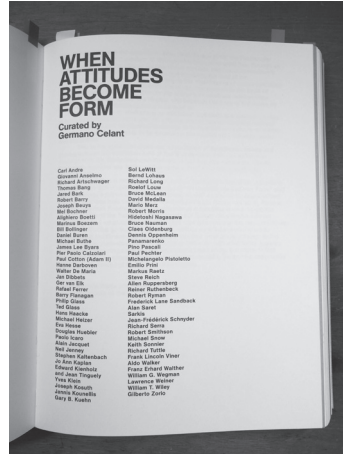 WHEN
ATTITUDES
BECOME
FORM
Curated by
Germano Celant
Carl Andre
Giovanni Anselmo
Richard Artschwager
Thomas Bang
Jared Bark
Robert Barry
Joseph Beuys
Mel Bochner
Alighiero Boetti
Marinus Boezem
Bill Bollinger
Daniel Buren
Michael Buthe
James Lee Byars
Pier Paolo Calzolari
Paul Cotton (Adam II)
Hanne Darboven
Walter De Maria
Jan Dibbets
Ger van Elk
Rafael Ferrer
Barry Flanagan
Philip Glass
Ted Glass
Hans Haacke
Michael Heizer
Eva Hesse
Douglas Huebler
Paolo Icaro
Alain Jacquet
Neil Jenney
Stephen Kaltenbach
Jo Ann Kaplan
Edward Kienholz
and Jean Tinguely
Yves Klein
Joseph Kosuth
Jannis Kounellis
Gary B. Kuehn
Sol LeWitt
Bernd Lohaus
Richard Long
Roelof Louw
Bruce McLean
David Medalla
Mario Merz
Robert Morris
Hidetoshi Nagasawa
Bruce Nauman
Claes Oldenburg
Dennis Oppenheim
Panamarenko
Pino Pascali
Paul Pechter
Michelangelo Pistoletto
Emilio Prini
Markus Raetz
Steve Reich
Allen Ruppersberg
Reiner Ruthenbeck
Robert Ryman
Frederick Lane Sandback
Alan Saret
Sarkis
Jean-Frédéric Schnyder
Richard Serra
Robert Smithson
Michael Snow
Keith Sonnier
Richard Tuttle
Frank Lincoln Viner
Aldo Walker
Franz Erhard Walther
William G. Wegman
Lawrence Weiner
William T. Wiley
Gilberto Zorio